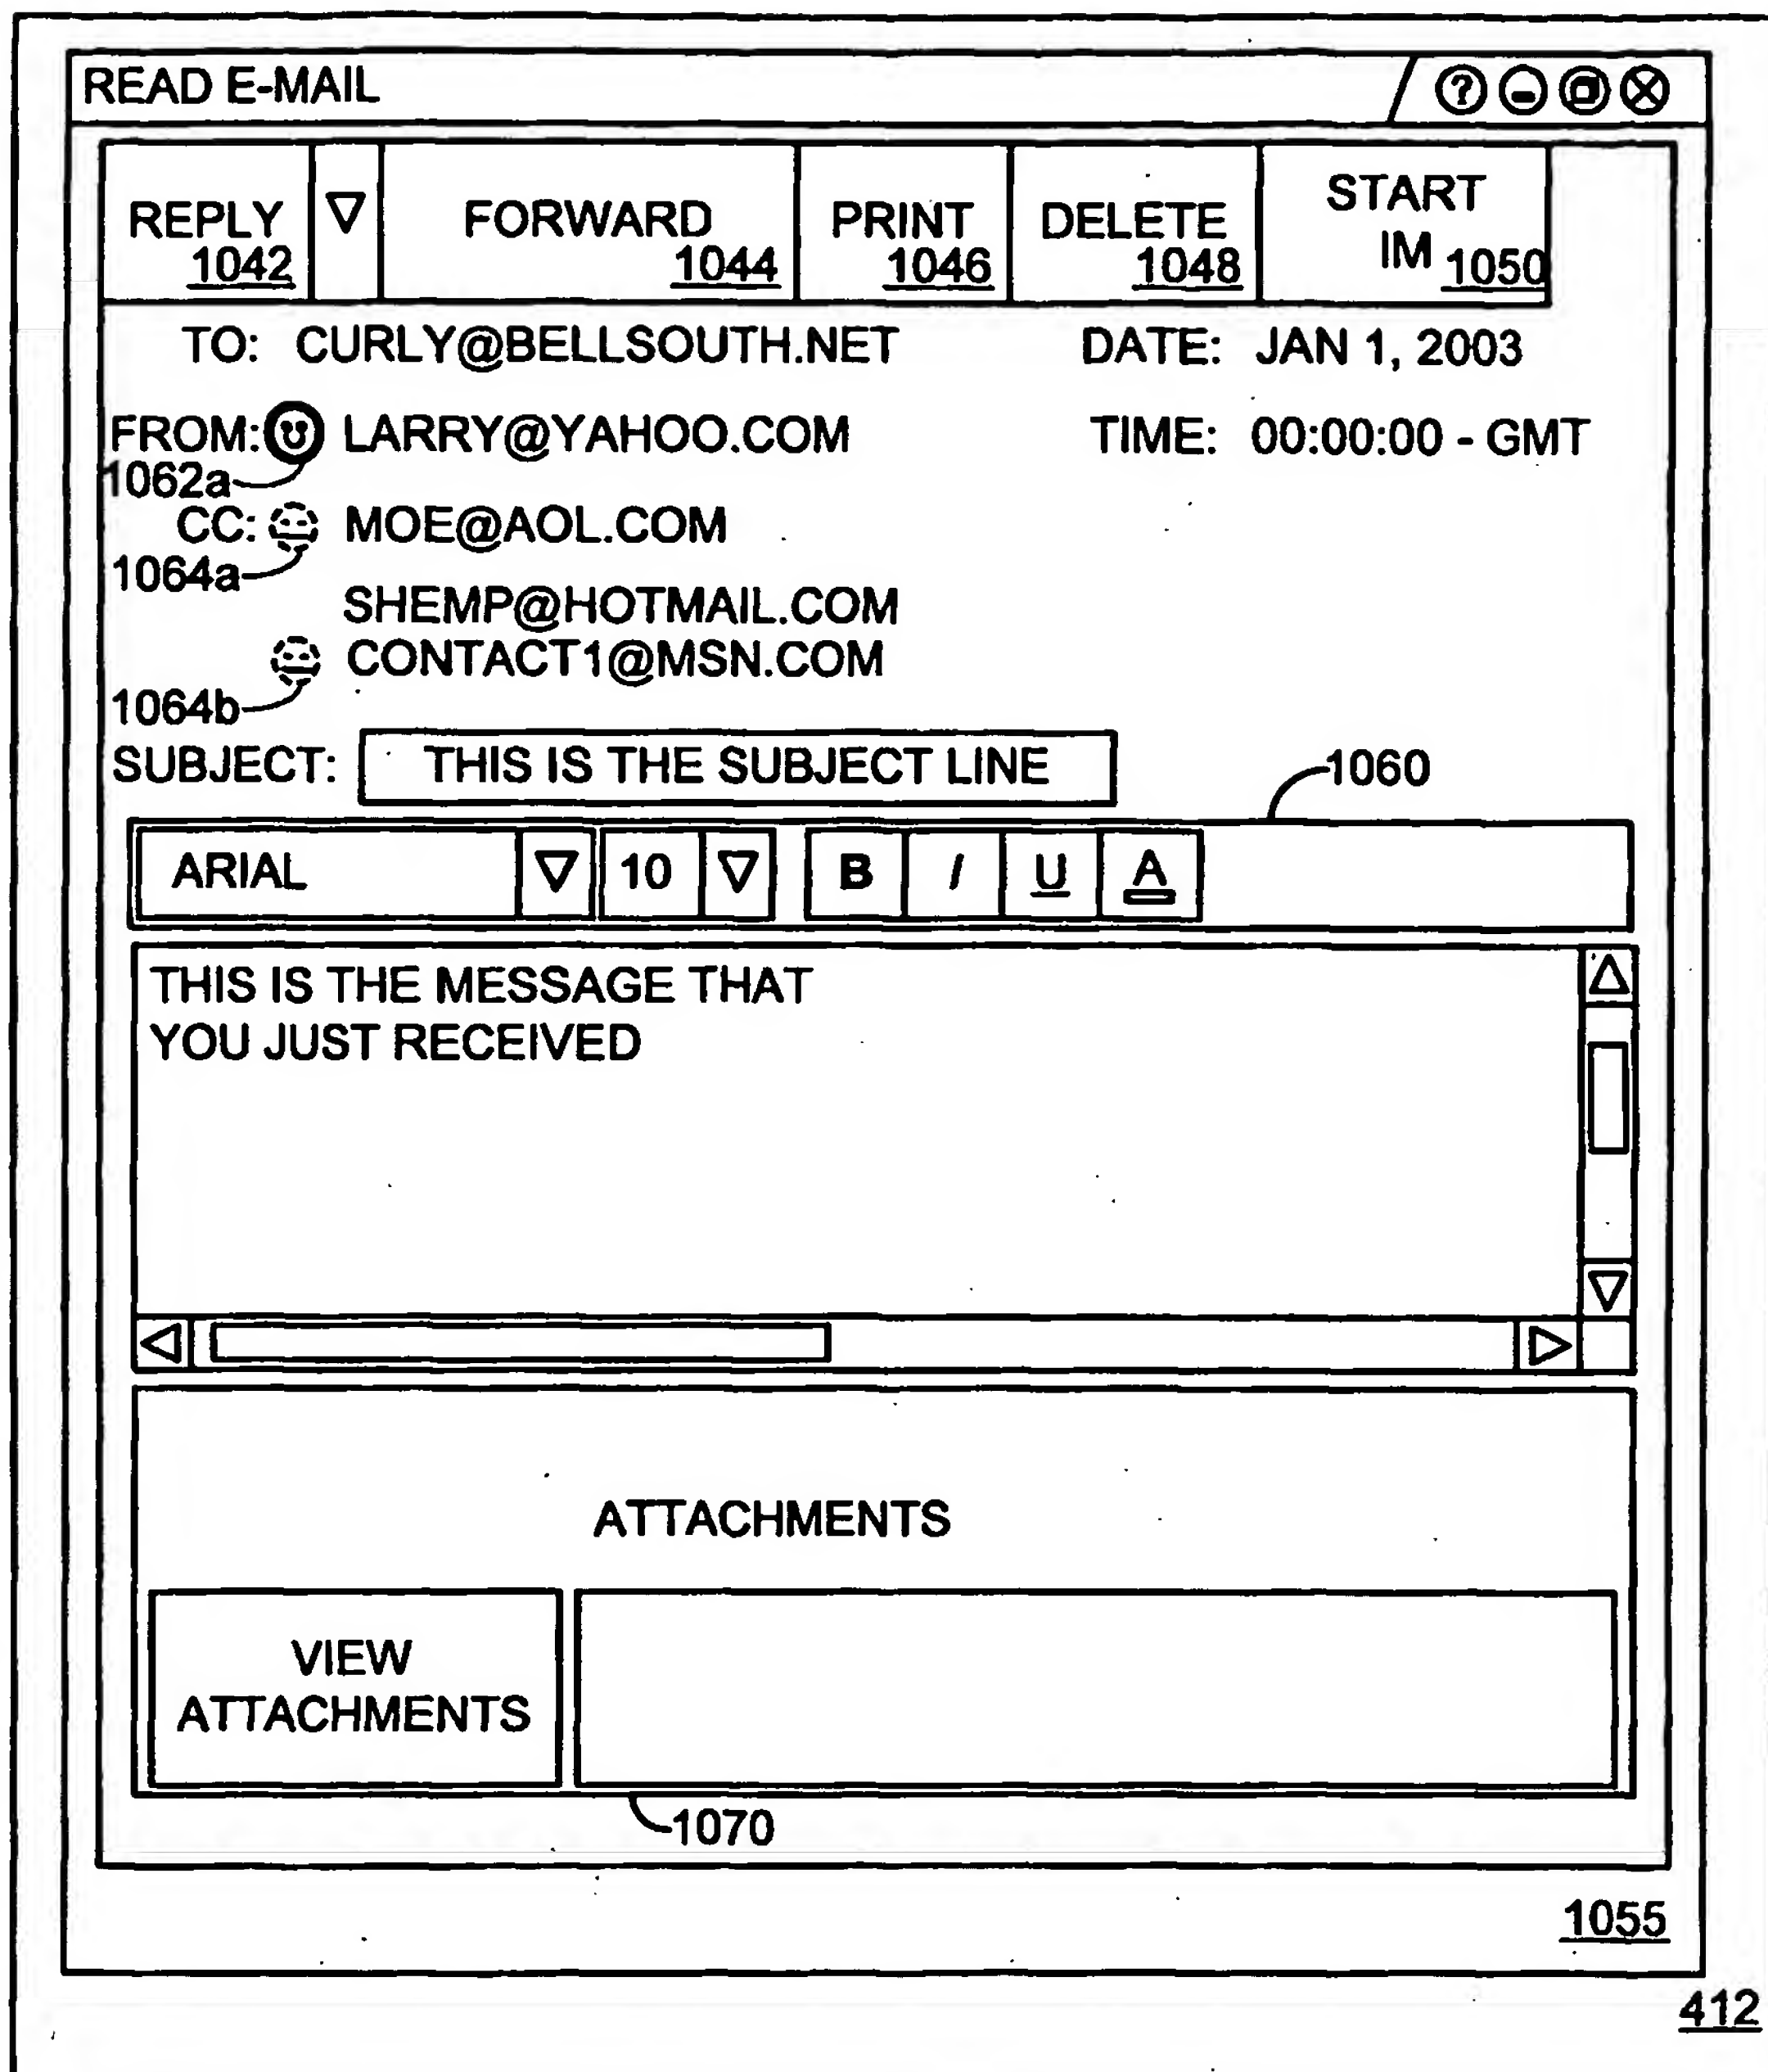 READ E-MAIL
REPLY 1042 FORWARD 1044 PRINT 1046 DELETE 1048 START IM 1050
TO: CURLY@BELLSOUTH.NET DATE: JAN 1, 2003
FROM: LARRY@YAHOO.COM TIME: 00:00:00 - GMT
1062a
CC: MOE@AOL.COM
1064a
SHEMP@HOTMAIL.COM
CONTACT1@MSN.COM
1064b
SUBJECT: THIS IS THE SUBJECT LINE 1060
ARIAL 10 B I U A
THIS IS THE MESSAGE THAT
YOU JUST RECEIVED
ATTACHMENTS
VIEW
ATTACHMENTS
1070
1055
412